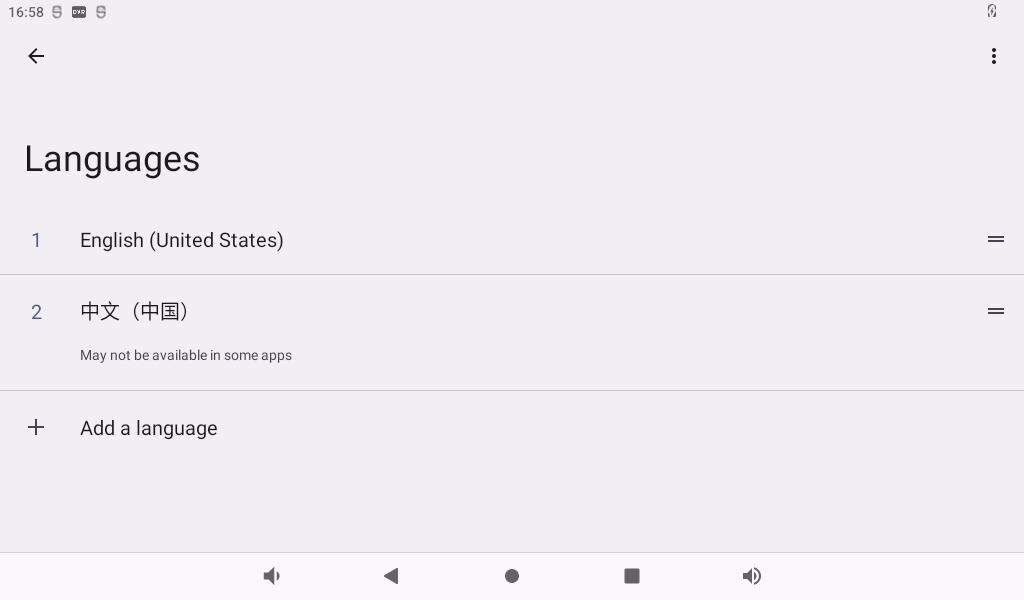 16:58 DVR
Languages
1 English (United States)
2 中文（中国）
May not be available in some apps
Add a language